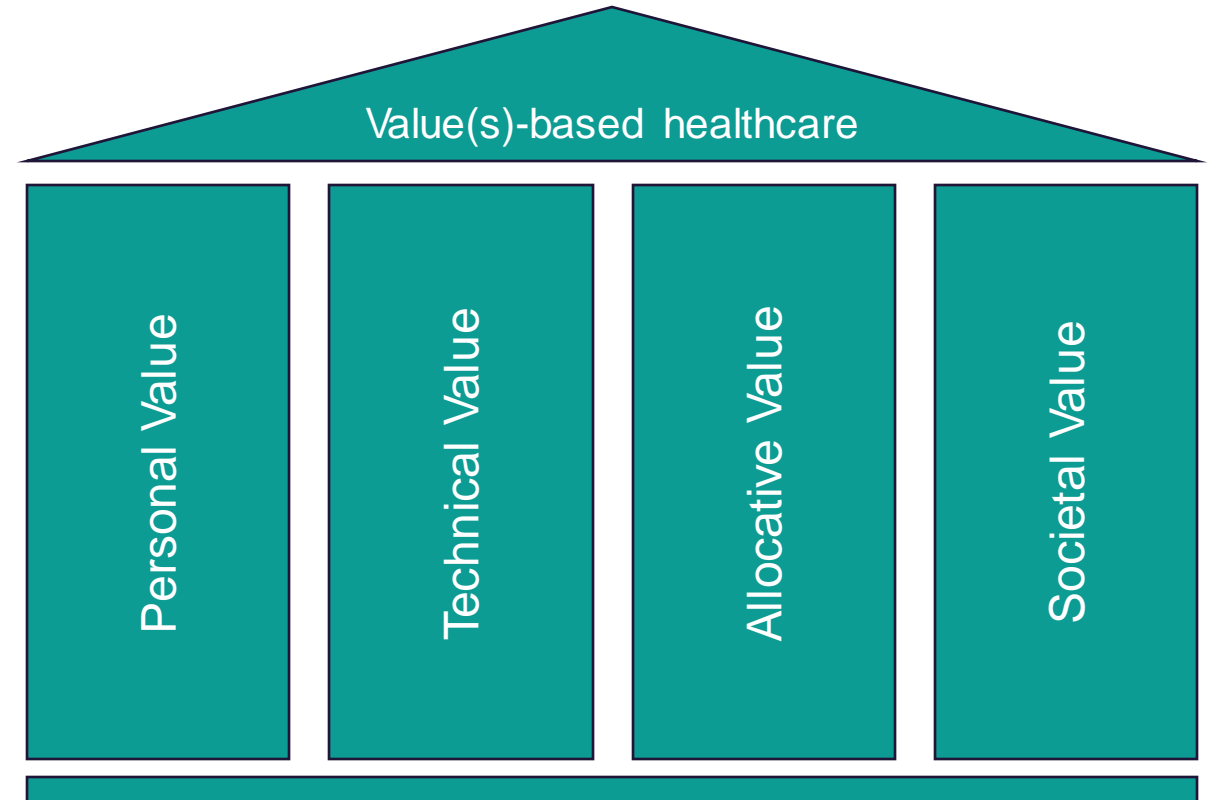 Value(s)-based healthcare
Personal Value
Technical Value
Allocative Value
Societal Value